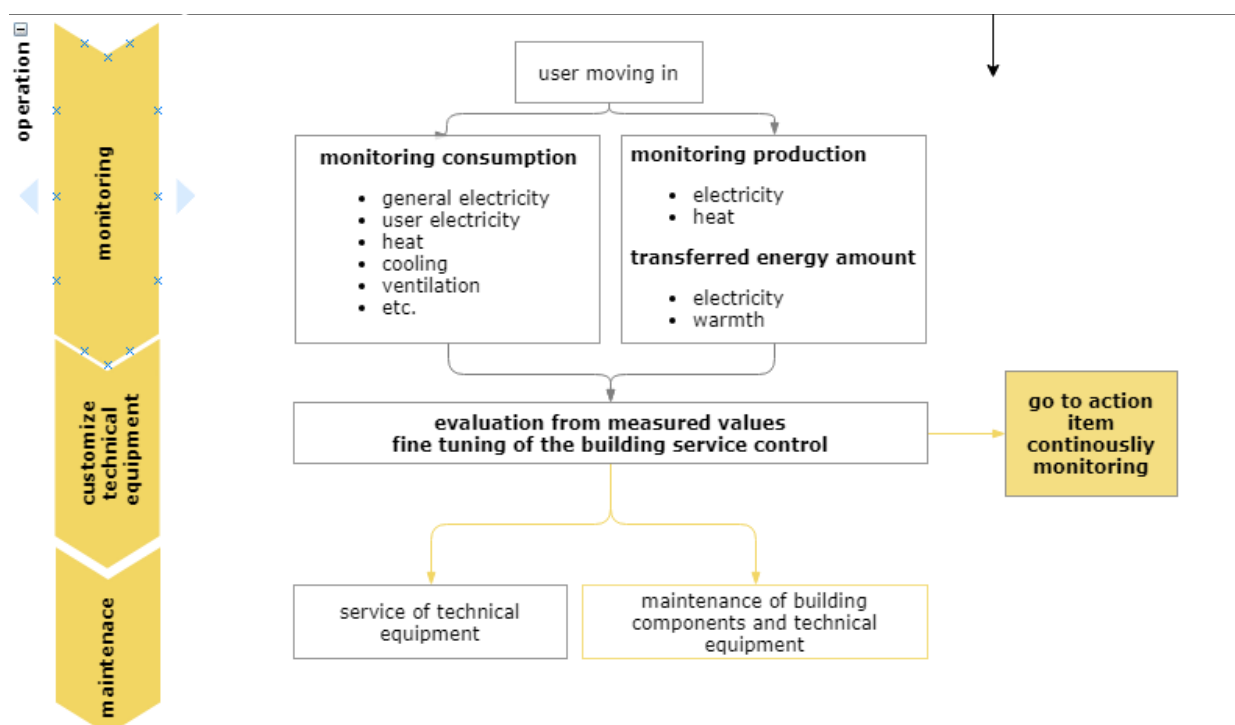 operation
monitoring
customize
technical
equipment
maintenace
user moving in
monitoring consumption
• general electricity
• user electricity
• heat
• cooling
• ventilation
• etc.
monitoring production
• electricity
• heat
transferred energy amount
• electricity
• warmth
evaluation from measured values
fine tuning of the building service control
go to action
item
continousliy
monitoring
service of technical
equipment
maintenance of building
components and technical
equipment